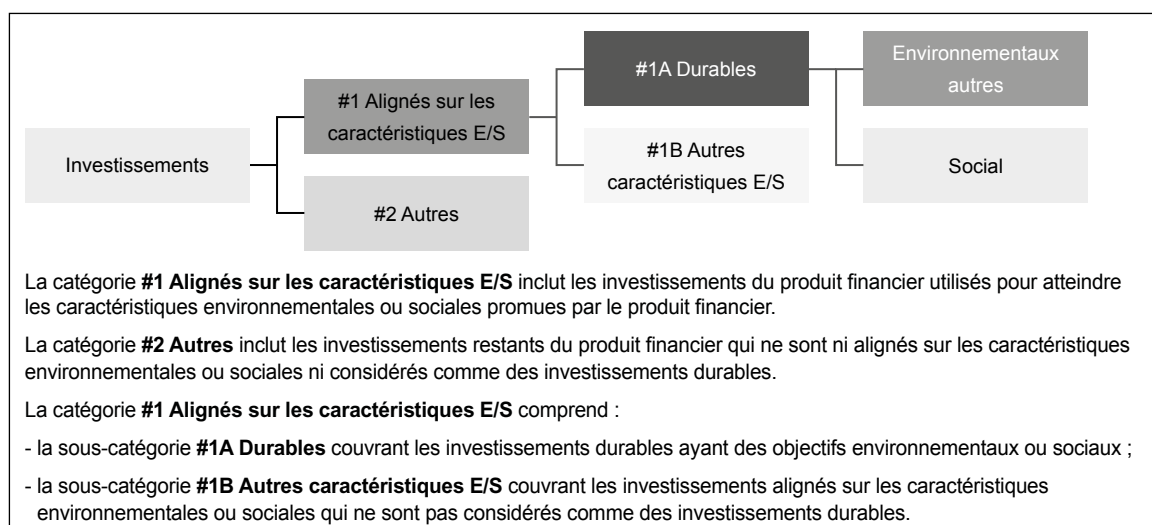 Investissements
#1 Alignés sur les
caractéristiques E/S
#2 Autres
#1A Durables
#1B Autres
caractéristiques E/S
Environnementaux
autres
Social
La catégorie #1 Alignés sur les caractéristiques E/S inclut les investissements du produit financier utilisés pour atteindre
les caractéristiques environnementales ou sociales promues par le produit financier.
La catégorie #2 Autres inclut les investissements restants du produit financier qui ne sont ni alignés sur les caractéristiques
environnementales ou sociales ni considérés comme des investissements durables.
La catégorie #1 Alignés sur les caractéristiques E/S comprend :
- la sous-catégorie #1A Durables couvrant les investissements durables ayant des objectifs environnementaux ou sociaux ;
- la sous-catégorie #1B Autres caractéristiques E/S couvrant les investissements alignés sur les caractéristiques
environnementales ou sociales qui ne sont pas considérés comme des investissements durables.